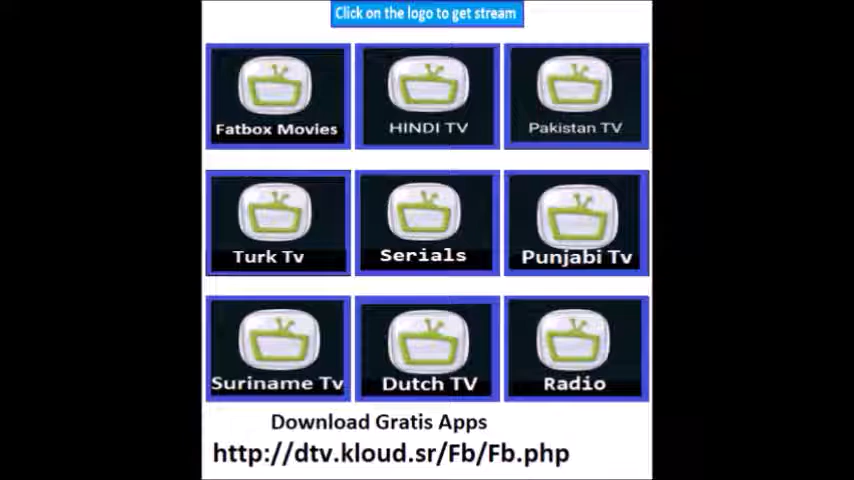 Click on the logo to get stream
Fatbox Movies
HINDI TV
Pakistan TV
Turk Tv
Serials
Punjabi Tv
Suriname Tv
Dutch TV
Radio
Download Gratis Apps
http://dtv.kloud.sr/Fb/Fb.php